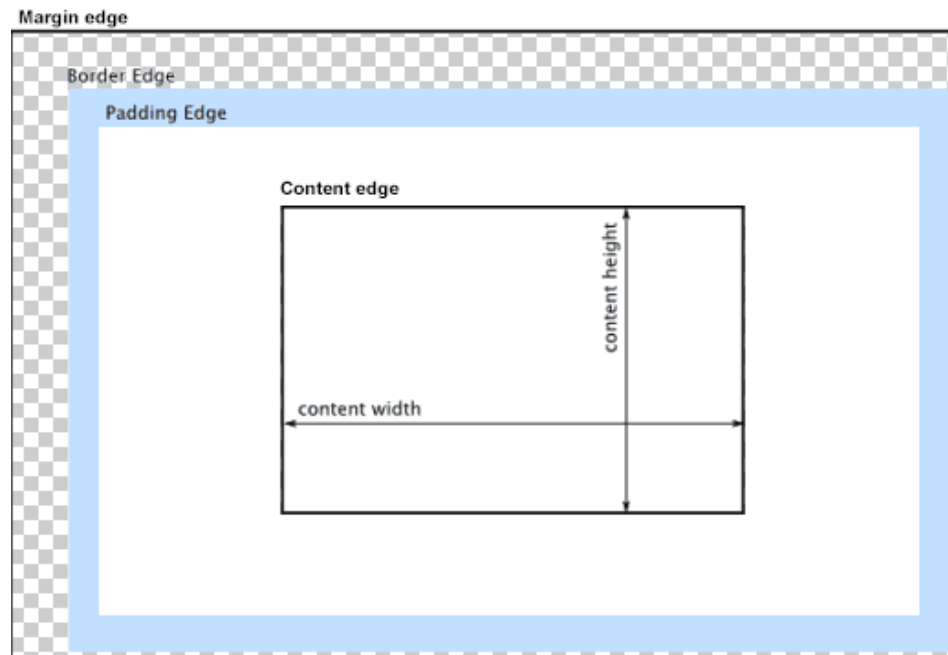 Margin edge
Border Edge
Padding Edge
Content edge
content height
content width